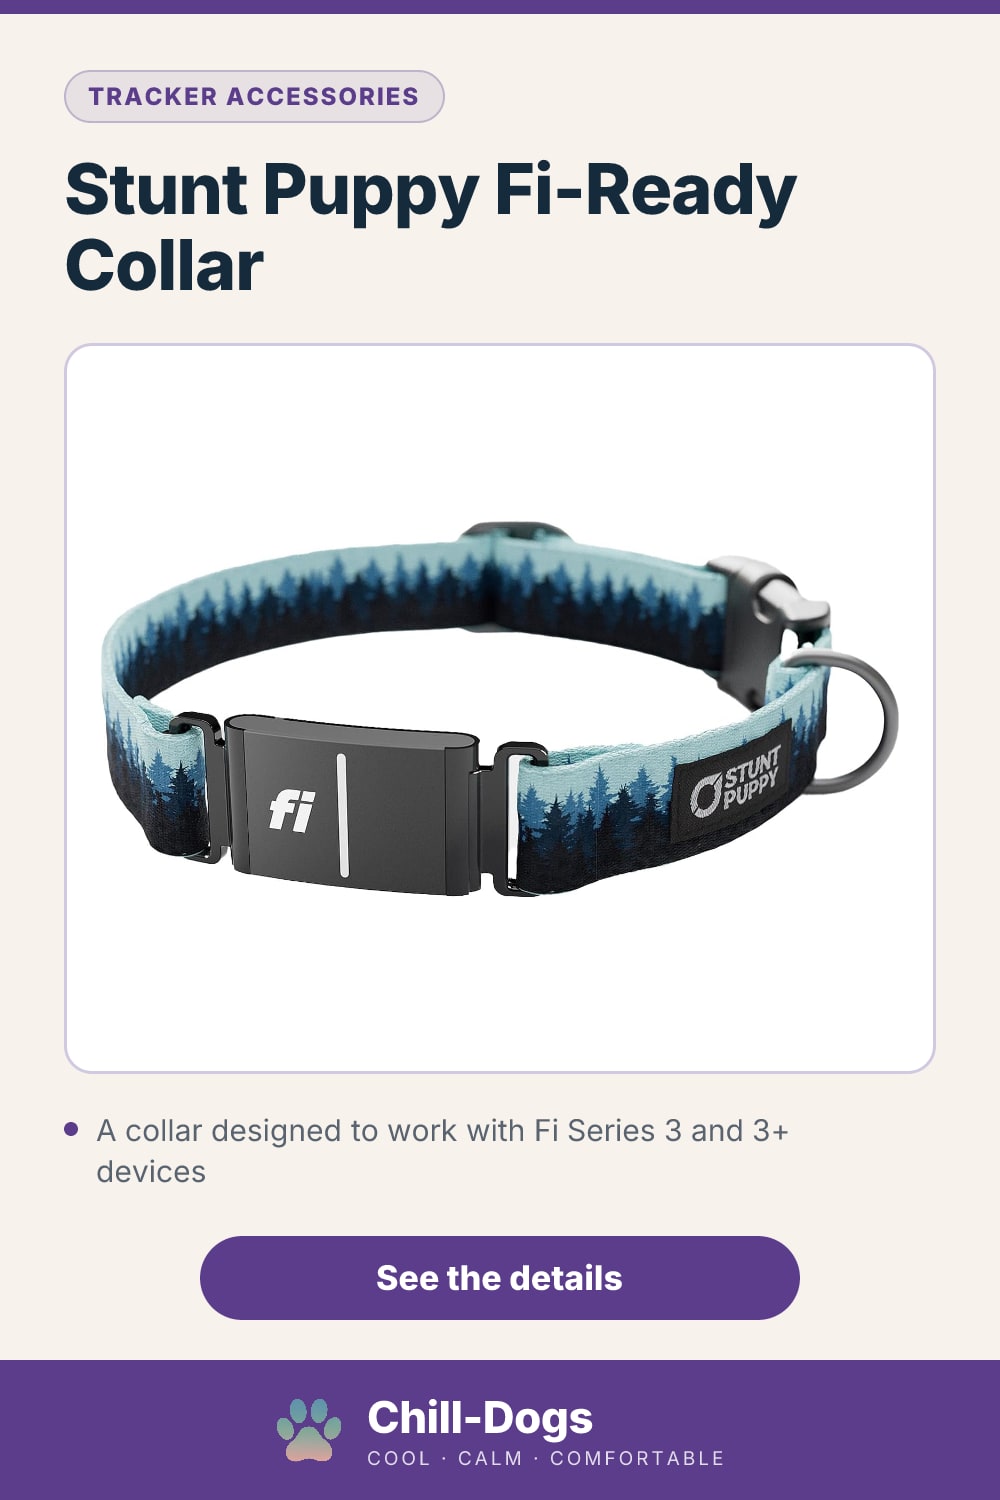 TRACKER ACCESSORIES
Stunt Puppy Fi-Ready
Collar
fi
STUNT
PUPPY
A collar designed to work with Fi Series 3 and 3+
devices
See the details
Chill-Dogs
COOL · CALM · COMFORTABLE